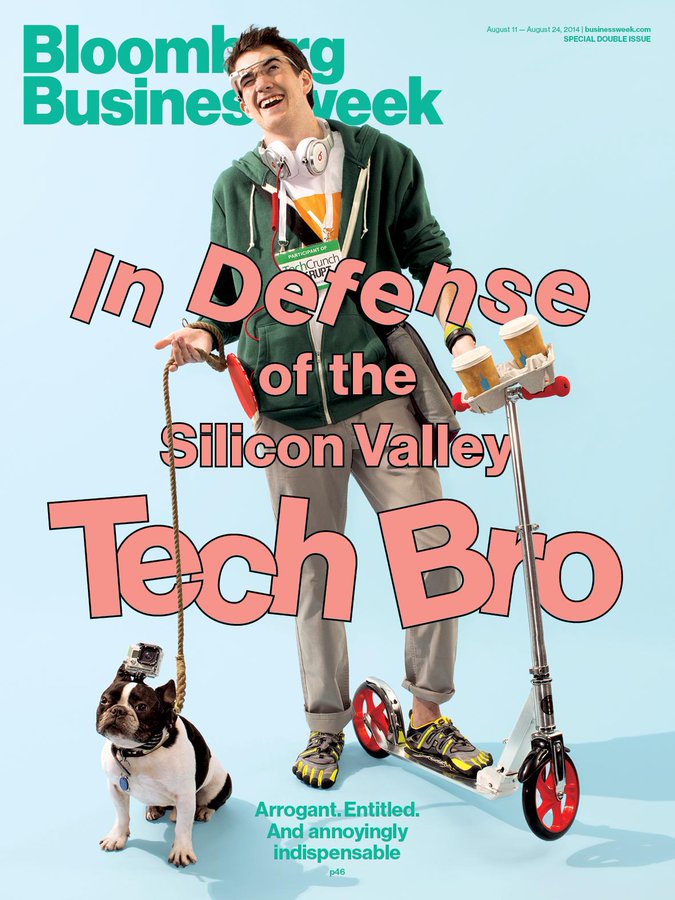 Bloomberg
Businessweek
August 11 — August 24, 2014 | businessweek.com
SPECIAL DOUBLE ISSUE
PARTICIPANT OF
TechCrunch
In Defense
of the
Silicon Valley
Tech Bro
Arrogant. Entitled.
And annoyingly
indispensable
p46